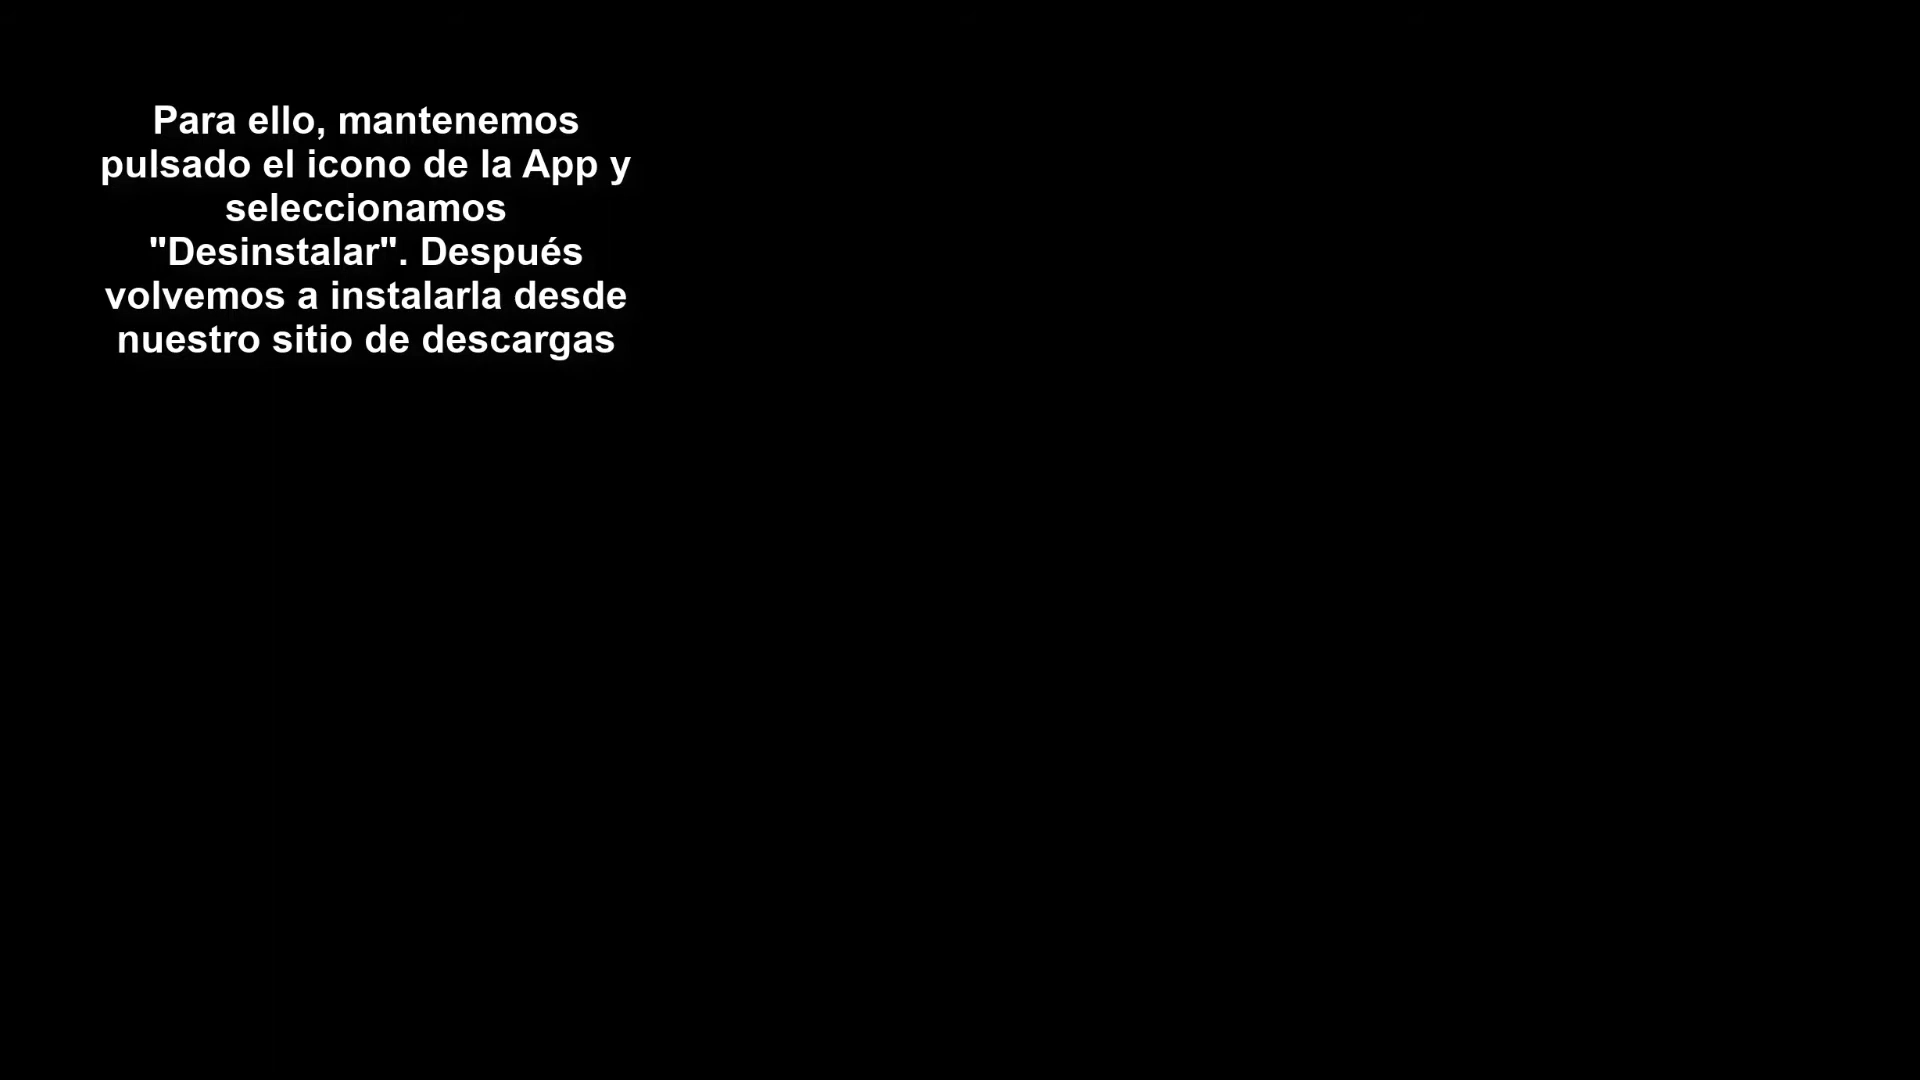 Para ello, mantenemos
pulsado el icono de la App y
seleccionamos
"Desinstalar". Después
volvemos a instalarla desde
nuestro sitio de descargas